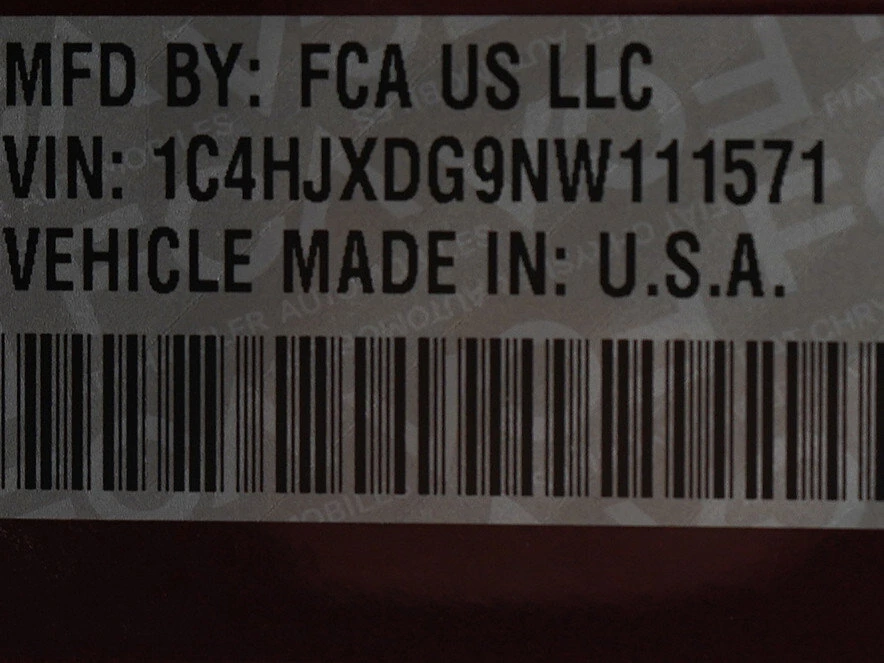 MFD BY: FCA US LLC
VIN: 1C4HJXDG9NW111571
VEHICLE MADE IN: U.S.A.